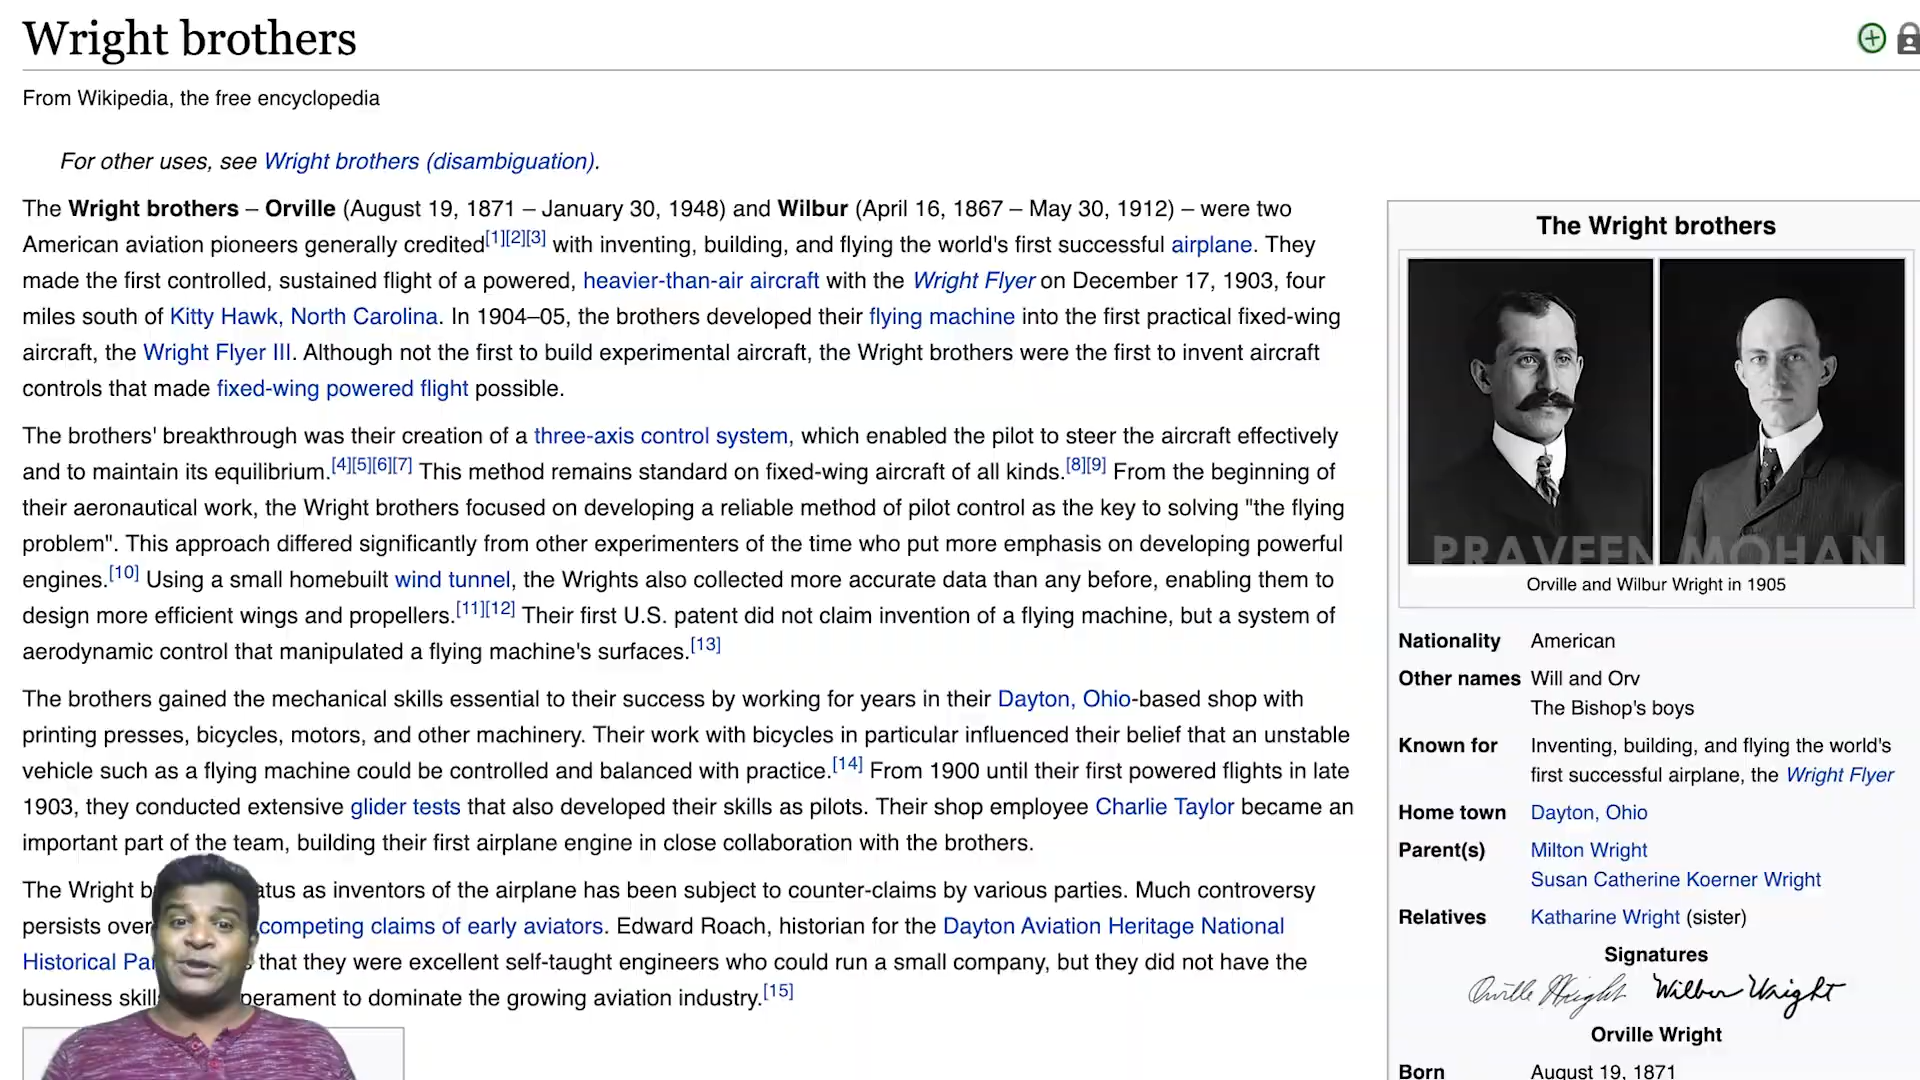 Wright brothers
From Wikipedia, the free encyclopedia
For other uses, see Wright brothers (disambiguation).
The Wright brothers – Orville (August 19, 1871 – January 30, 1948) and Wilbur (April 16, 1867 – May 30, 1912) – were two
American aviation pioneers generally credited[1][2][3] with inventing, building, and flying the world's first successful airplane. They
made the first controlled, sustained flight of a powered, heavier-than-air aircraft with the Wright Flyer on December 17, 1903, four
miles south of Kitty Hawk, North Carolina. In 1904–05, the brothers developed their flying machine into the first practical fixed-wing
aircraft, the Wright Flyer III. Although not the first to build experimental aircraft, the Wright brothers were the first to invent aircraft
controls that made fixed-wing powered flight possible.
The brothers' breakthrough was their creation of a three-axis control system, which enabled the pilot to steer the aircraft effectively
and to maintain its equilibrium.[4][5][6][7] This method remains standard on fixed-wing aircraft of all kinds.[8][9] From the beginning of
their aeronautical work, the Wright brothers focused on developing a reliable method of pilot control as the key to solving "the flying
problem". This approach differed significantly from other experimenters of the time who put more emphasis on developing powerful
engines.[10] Using a small homebuilt wind tunnel, the Wrights also collected more accurate data than any before, enabling them to
design more efficient wings and propellers.[11][12] Their first U.S. patent did not claim invention of a flying machine, but a system of
aerodynamic control that manipulated a flying machine's surfaces.[13]
The brothers gained the mechanical skills essential to their success by working for years in their Dayton, Ohio-based shop with
printing presses, bicycles, motors, and other machinery. Their work with bicycles in particular influenced their belief that an unstable
vehicle such as a flying machine could be controlled and balanced with practice.[14] From 1900 until their first powered flights in late
1903, they conducted extensive glider tests that also developed their skills as pilots. Their shop employee Charlie Taylor became an
important part of the team, building their first airplane engine in close collaboration with the brothers.
The Wright as inventors of the airplane has been subject to counter-claims by various parties. Much controversy
persists over competing claims of early aviators. Edward Roach, historian for the Dayton Aviation Heritage National
Historical that they were excellent self-taught engineers who could run a small company, but they did not have the
business to dominate the growing aviation industry.[15]
The Wright brothers
PRAVEEN MOHAN
Orville and Wilbur Wright in 1905
Nationality American
Other names Will and Orv
The Bishop's boys
Known for Inventing, building, and flying the world's
first successful airplane, the Wright Flyer
Home town Dayton, Ohio
Parent(s) Milton Wright
Susan Catherine Koerner Wright
Relatives Katharine Wright (sister)
Signatures
Orville Wright Wilbur Wright
Orville Wright
Born August 19, 1871